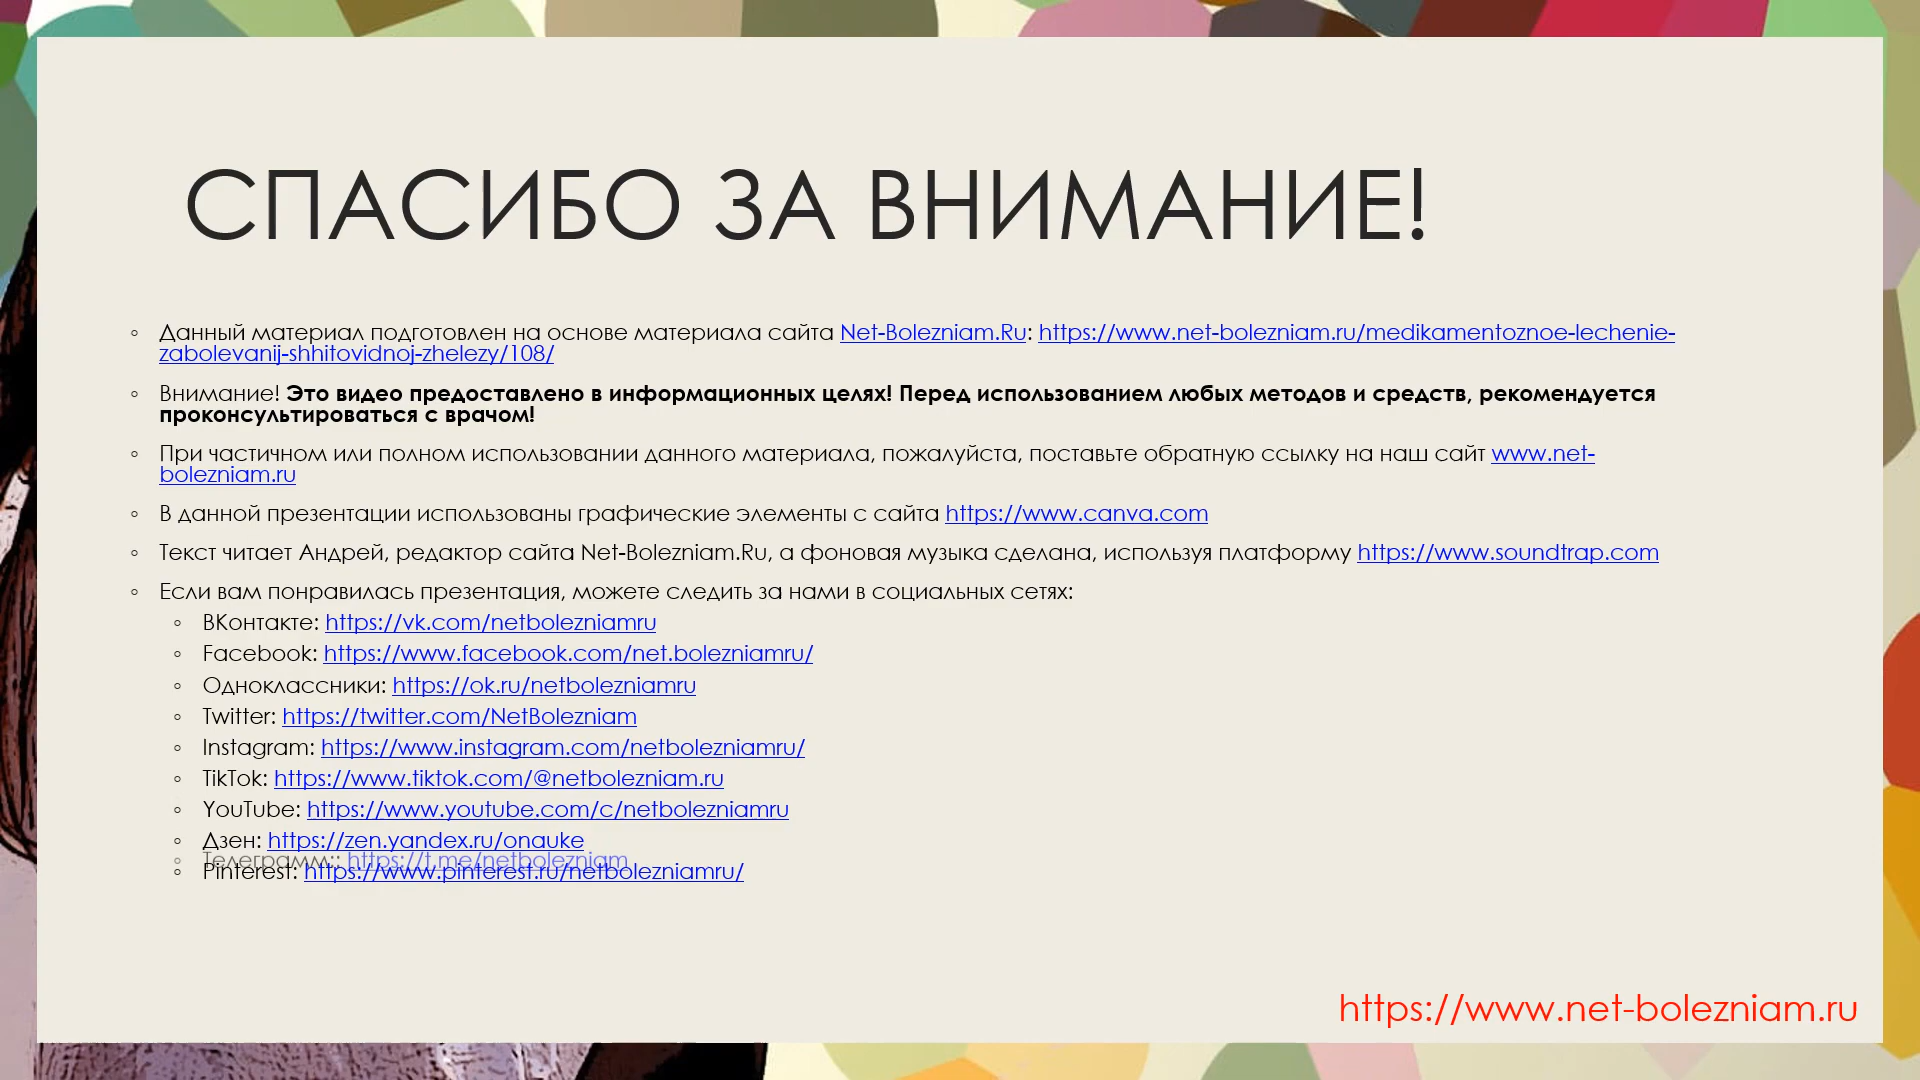 СПАСИБО ЗА ВНИМАНИЕ!
◦ Данный материал подготовлен на основе материала сайта Net-Bolezniam.Ru: https://www.net-bolezniam.ru/medikamentoznoe-lechenie-
zabolevanij-shhitovidnoj-zhelezy/108/
◦ Внимание! Это видео предоставлено в информационных целях! Перед использованием любых методов и средств, рекомендуется
проконсультироваться с врачом!
◦ При частичном или полном использовании данного материала, пожалуйста, поставьте обратную ссылку на наш сайт www.net-
bolezniam.ru
◦ В данной презентации использованы графические элементы с сайта https://www.canva.com
◦ Текст читает Андрей, редактор сайта Net-Bolezniam.Ru, а фоновая музыка сделана, используя платформу https://www.soundtrap.com
◦ Если вам понравилась презентация, можете следить за нами в социальных сетях:
◦ ВКонтакте: https://vk.com/netbolezniamru
◦ Facebook: https://www.facebook.com/net.bolezniamru/
◦ Одноклассники: https://ok.ru/netbolezniamru
◦ Twitter: https://twitter.com/NetBolezniam
◦ Instagram: https://www.instagram.com/netbolezniamru/
◦ TikTok: https://www.tiktok.com/@netbolezniam.ru
◦ YouTube: https://www.youtube.com/c/netbolezniamru
◦ Дзен: https://zen.yandex.ru/onauke
◦ Телеграмм:: https://t.me/netbolezniam
◦ Pinterest: https://www.pinterest.ru/netbolezniamru/
https://www.net-bolezniam.ru